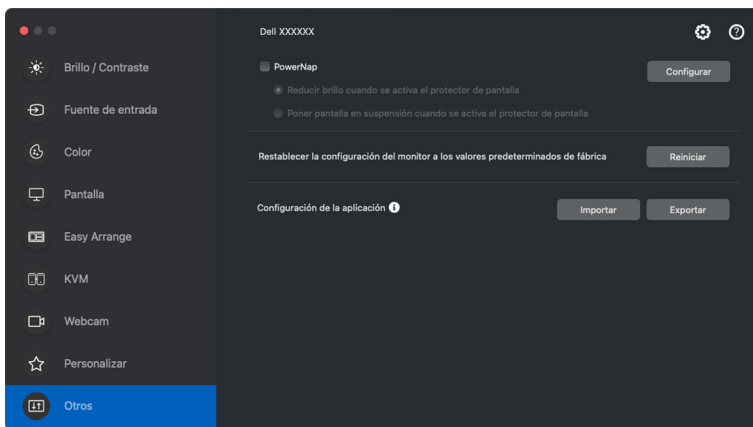 Dell XXXXXX
Brillo / Contraste
Fuente de entrada
Color
Pantalla
Easy Arrange
KVM
Webcam
Personalizar
Otros
PowerNap
Configurar
Reducir brillo cuando se activa el protector de pantalla
Poner pantalla en suspensión cuando se activa el protector de pantalla
Restablecer la configuración del monitor a los valores predeterminados de fábrica
Reiniciar
Configuración de la aplicación
Importar
Exportar